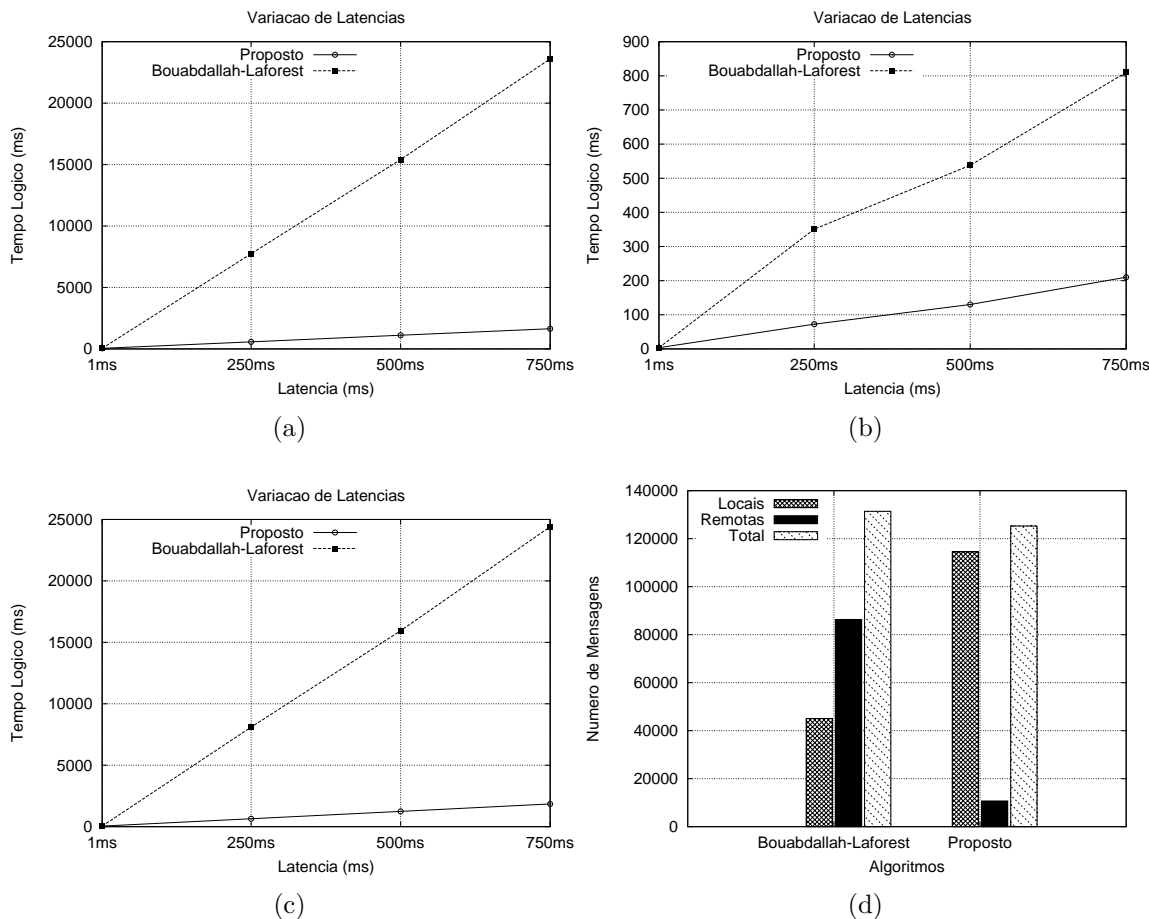 Variacao de Latencias
Proposto
Bouabdallah-Laforest
25000
20000
15000
10000
5000
0
1ms 250ms 500ms 750ms
Tempo Logico (ms)
Latencia (ms)
(a)
Variacao de Latencias
Proposto
Bouabdallah-Laforest
900
800
700
600
500
400
300
200
100
0
1ms 250ms 500ms 750ms
Tempo Logico (ms)
Latencia (ms)
(b)
Variacao de Latencias
Proposto
Bouabdallah-Laforest
25000
20000
15000
10000
5000
0
1ms 250ms 500ms 750ms
Tempo Logico (ms)
Latencia (ms)
(c)
Locais
Remotas
Total
140000
120000
100000
80000
60000
40000
20000
0
Bouabdallah-Laforest Proposto
Numero de Mensagens
Algoritmos
(d)